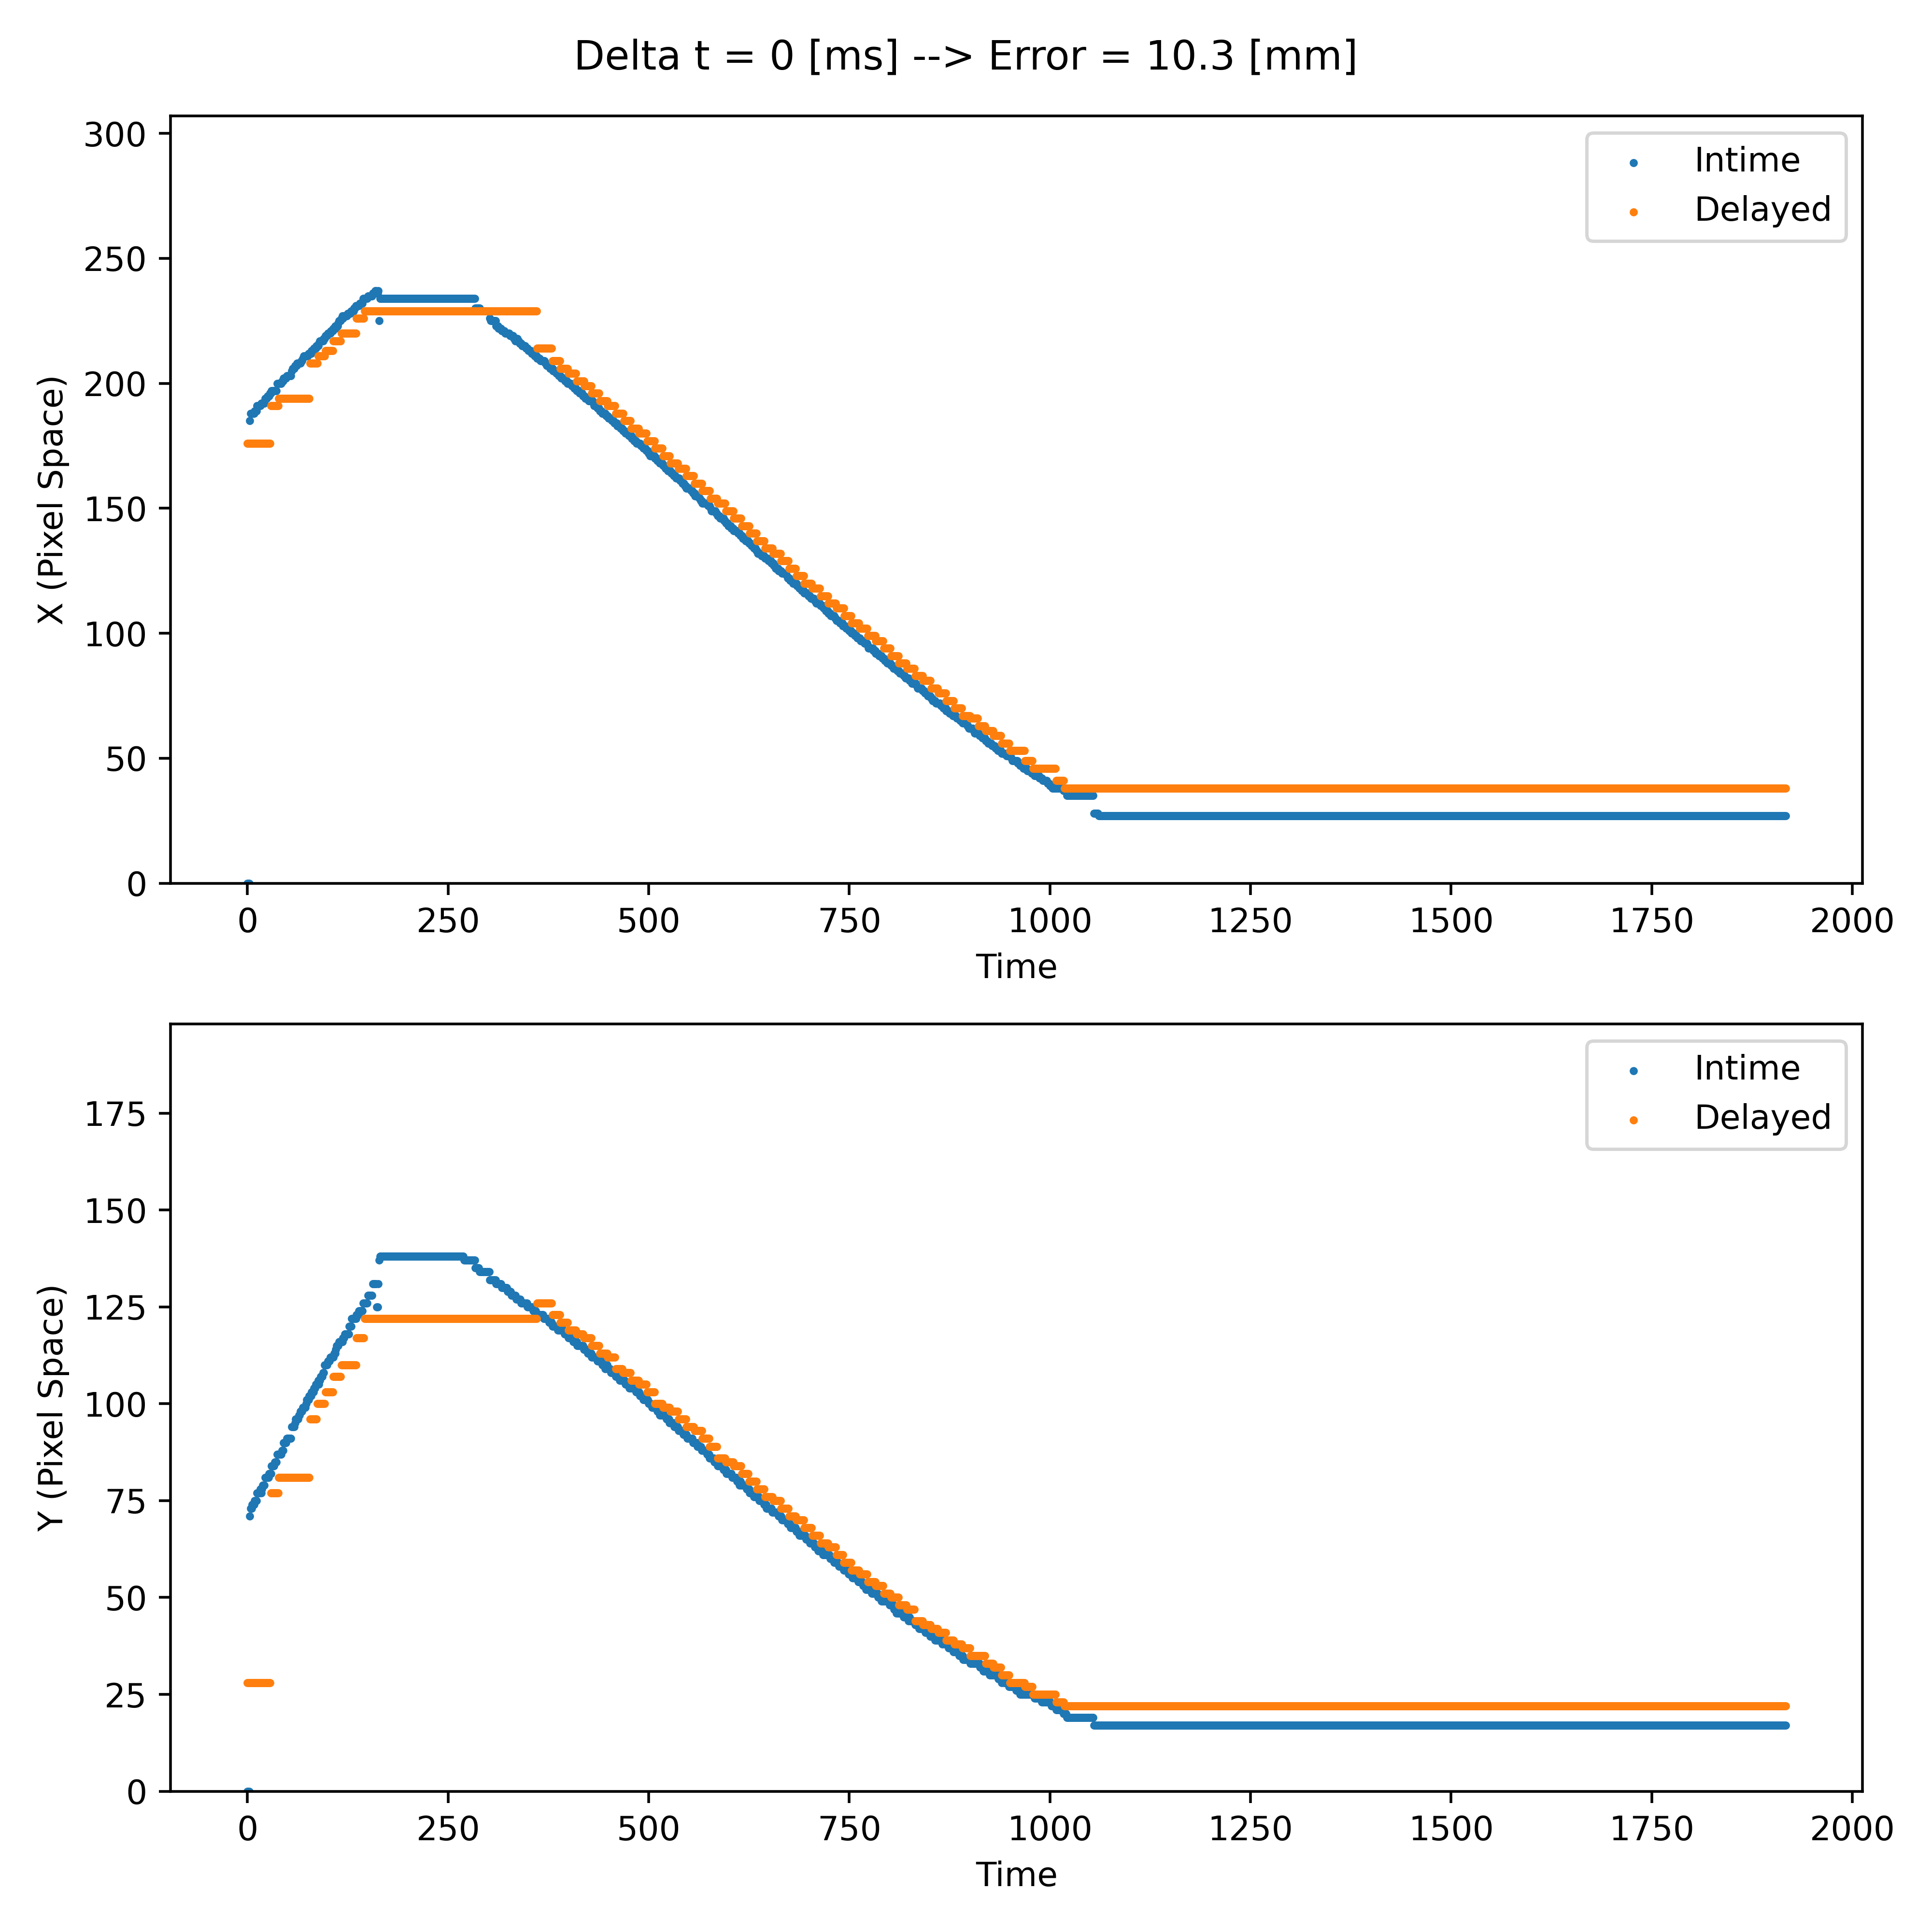 Delta t = 0 [ms] --> Error = 10.3 [mm]
300
250
200
150
100
50
0
X (Pixel Space)
Intime
Delayed
0 250 500 750 1000 1250 1500 1750 2000
Time
175
150
125
100
75
50
25
0
Y (Pixel Space)
Intime
Delayed
0 250 500 750 1000 1250 1500 1750 2000
Time